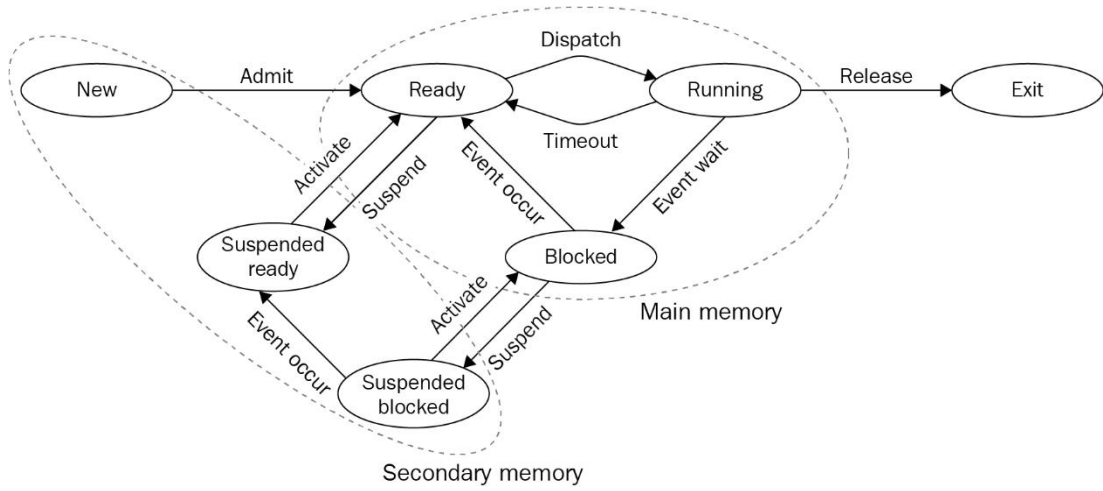 Dispatch
New
Admit
Ready
Running
Release
Exit
Timeout
Activate
Suspend
Event occur
Event wait
Suspended
ready
Blocked
Main memory
Event occur
Activate
Suspend
Suspended
blocked
Secondary memory